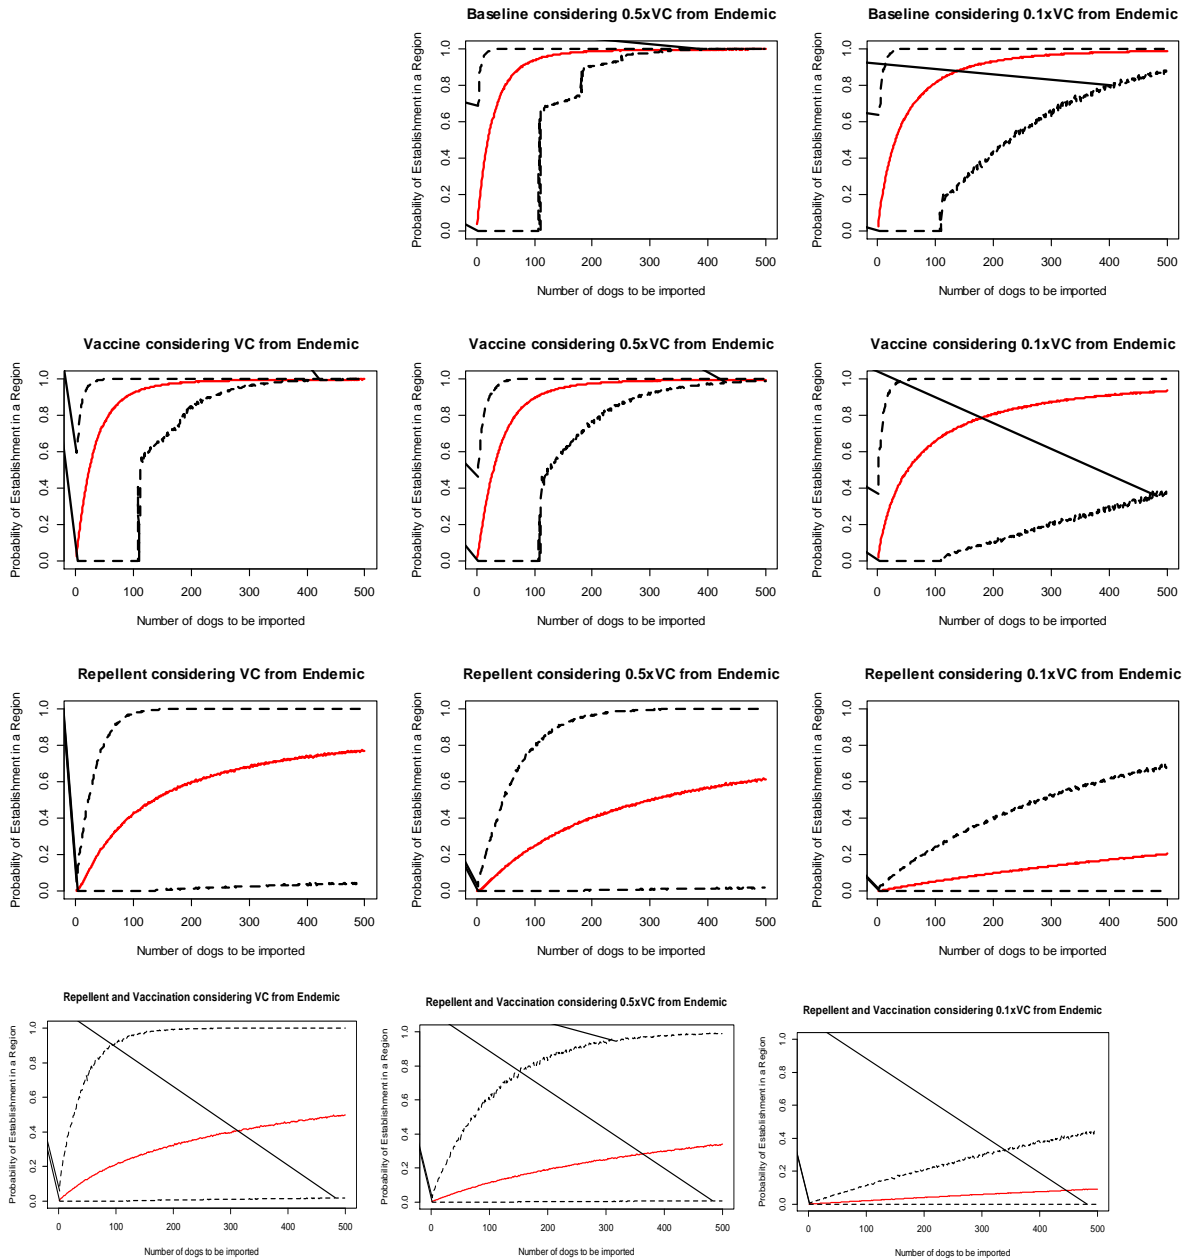 Baseline considering 0.5xVC from Endemic
Probability of Establishment in a Region
1.0
0.8
0.6
0.4
0.2
0.0
0 100 200 300 400 500
Number of dogs to be imported
Baseline considering 0.1xVC from Endemic
Probability of Establishment in a Region
1.0
0.8
0.6
0.4
0.2
0.0
0 100 200 300 400 500
Number of dogs to be imported
Vaccine considering VC from Endemic
Probability of Establishment in a Region
1.0
0.8
0.6
0.4
0.2
0.0
0 100 200 300 400 500
Number of dogs to be imported
Vaccine considering 0.5xVC from Endemic
Probability of Establishment in a Region
1.0
0.8
0.6
0.4
0.2
0.0
0 100 200 300 400 500
Number of dogs to be imported
Vaccine considering 0.1xVC from Endemic
Probability of Establishment in a Region
1.0
0.8
0.6
0.4
0.2
0.0
0 100 200 300 400 500
Number of dogs to be imported
Repellent considering VC from Endemic
Probability of Establishment in a Region
1.0
0.8
0.6
0.4
0.2
0.0
0 100 200 300 400 500
Number of dogs to be imported
Repellent considering 0.5xVC from Endemic
Probability of Establishment in a Region
1.0
0.8
0.6
0.4
0.2
0.0
0 100 200 300 400 500
Number of dogs to be imported
Repellent considering 0.1xVC from Endemic
Probability of Establishment in a Region
1.0
0.8
0.6
0.4
0.2
0.0
0 100 200 300 400 500
Number of dogs to be imported
Repellent and Vaccination considering VC from Endemic
Probability of Establishment in a Region
1.0
0.8
0.6
0.4
0.2
0.0
0 100 200 300 400 500
Number of dogs to be imported
Repellent and Vaccination considering 0.5xVC from Endemic
Probability of Establishment in a Region
1.0
0.8
0.6
0.4
0.2
0.0
0 100 200 300 400 500
Number of dogs to be imported
Repellent and Vaccination considering 0.1xVC from Endemic
Probability of Establishment in a Region
1.0
0.8
0.6
0.4
0.2
0.0
0 100 200 300 400 500
Number of dogs to be imported